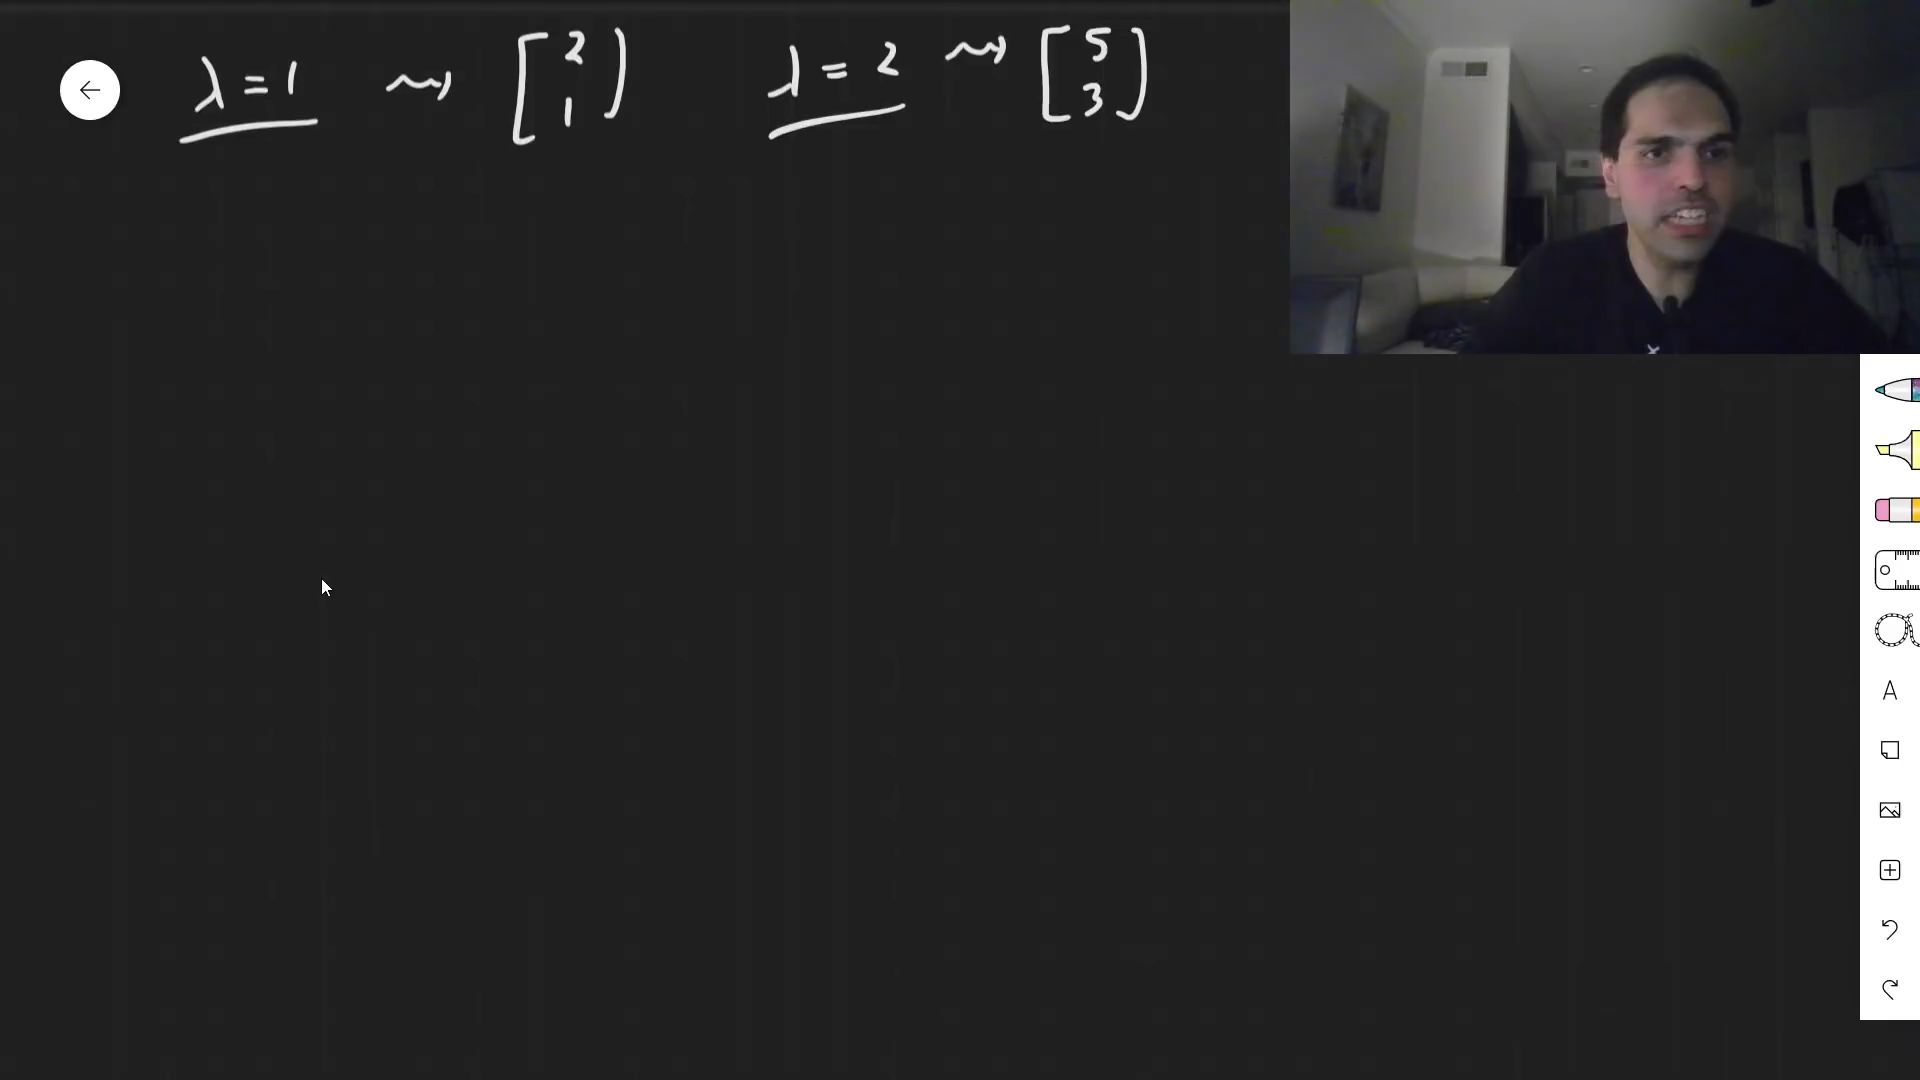 λ = 1 ⇝ [2 1] λ = 2 ⇝ [5 3]
A